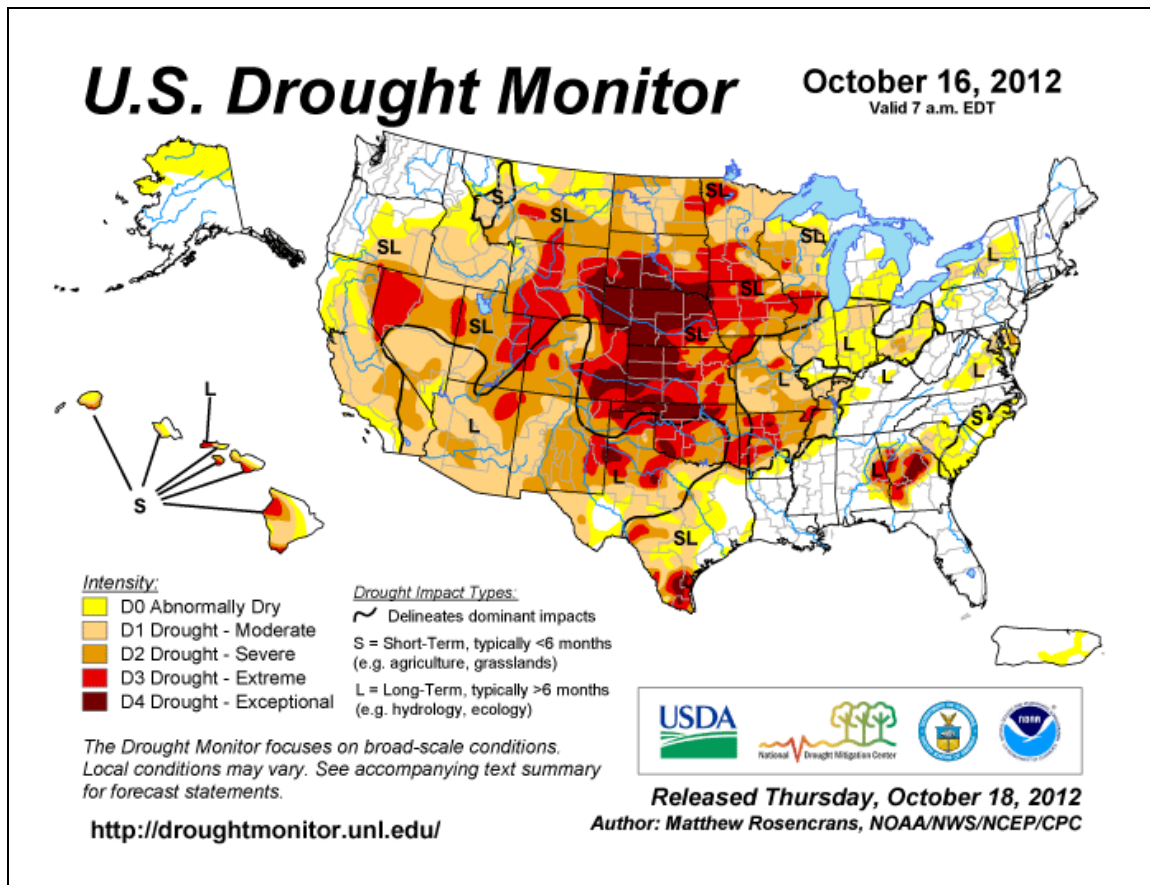 U.S. Drought Monitor
October 16, 2012
Valid 7 a.m. EDT
S
SL
SL
SL
SL
L
SL
SL
SL
L
L
L
L
S
L
L
L
SL
L
S
Intensity:
D0 Abnormally Dry
D1 Drought - Moderate
D2 Drought - Severe
D3 Drought - Extreme
D4 Drought - Exceptional
Drought Impact Types:
Delineates dominant impacts
S = Short-Term, typically <6 months
(e.g. agriculture, grasslands)
L = Long-Term, typically >6 months
(e.g. hydrology, ecology)
The Drought Monitor focuses on broad-scale conditions.
Local conditions may vary. See accompanying text summary
for forecast statements.
http://droughtmonitor.unl.edu/
USDA
National Drought Mitigation Center
noaa
Released Thursday, October 18, 2012
Author: Matthew Rosencrans, NOAA/NWS/NCEP/CPC